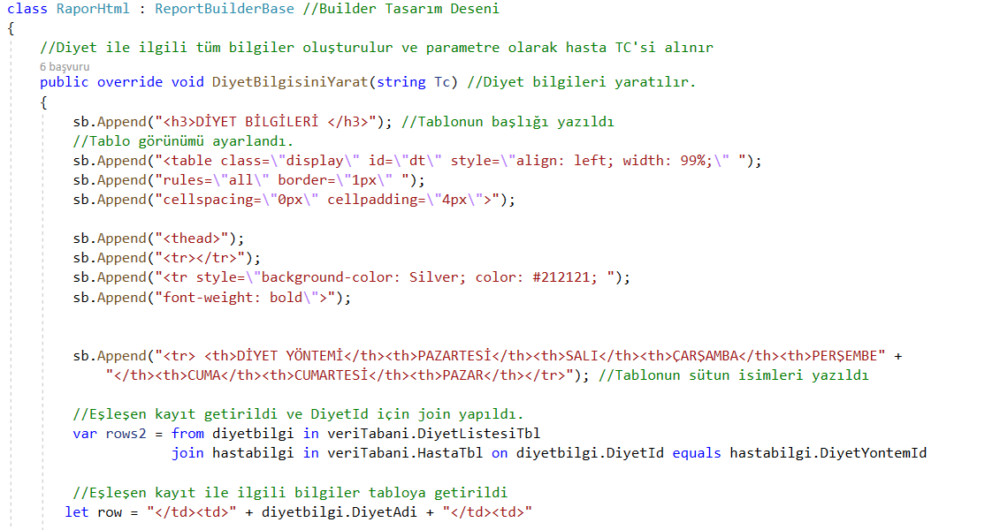 class RaporHtml : ReportBuilderBase //Builder Tasarım Deseni
{
//Diyet ile ilgili tüm bilgiler oluşturulur ve parametre olarak hasta TC'si alınır
6 başvuru
public override void DiyetBilgisiniYarat(string Tc) //Diyet bilgileri yaratılır.
{
sb.Append("<h3>DİYET BİLGİLERİ </h3>"); //Tablonun başlığı yazıldı
//Tablo görünümü ayarlandı.
sb.Append("<table class=\"display\" id=\"dt\" style=\"align: left; width: 99%;\" ");
sb.Append("rules=\"all\" border=\"1px\" ");
sb.Append("cellspacing=\"0px\" cellpadding=\"4px\">");
sb.Append("<thead>");
sb.Append("<tr></tr>");
sb.Append("<tr style=\"background-color: Silver; color: #212121; ");
sb.Append("font-weight: bold\">");
sb.Append("<tr> <th>DİYET YÖNTEMİ</th><th>PAZARTESİ</th><th>SALI</th><th>ÇARŞAMBA</th><th>PERŞEMBE" +
"</th><th>CUMA</th><th>CUMARTESİ</th><th>PAZAR</th></tr>"); //Tablonun sütun isimleri yazıldı
//Eşleşen kayıt getirildi ve DiyetId için join yapıldı.
var rows2 = from diyetbilgi in veriTabani.DiyetListesiTbl
join hastabilgi in veriTabani.HastaTbl on diyetbilgi.DiyetId equals hastabilgi.DiyetYontemId
//Eşleşen kayıt ile ilgili bilgiler tabloya getirildi
let row = "</td><td>" + diyetbilgi.DiyetAdi + "</td><td>"